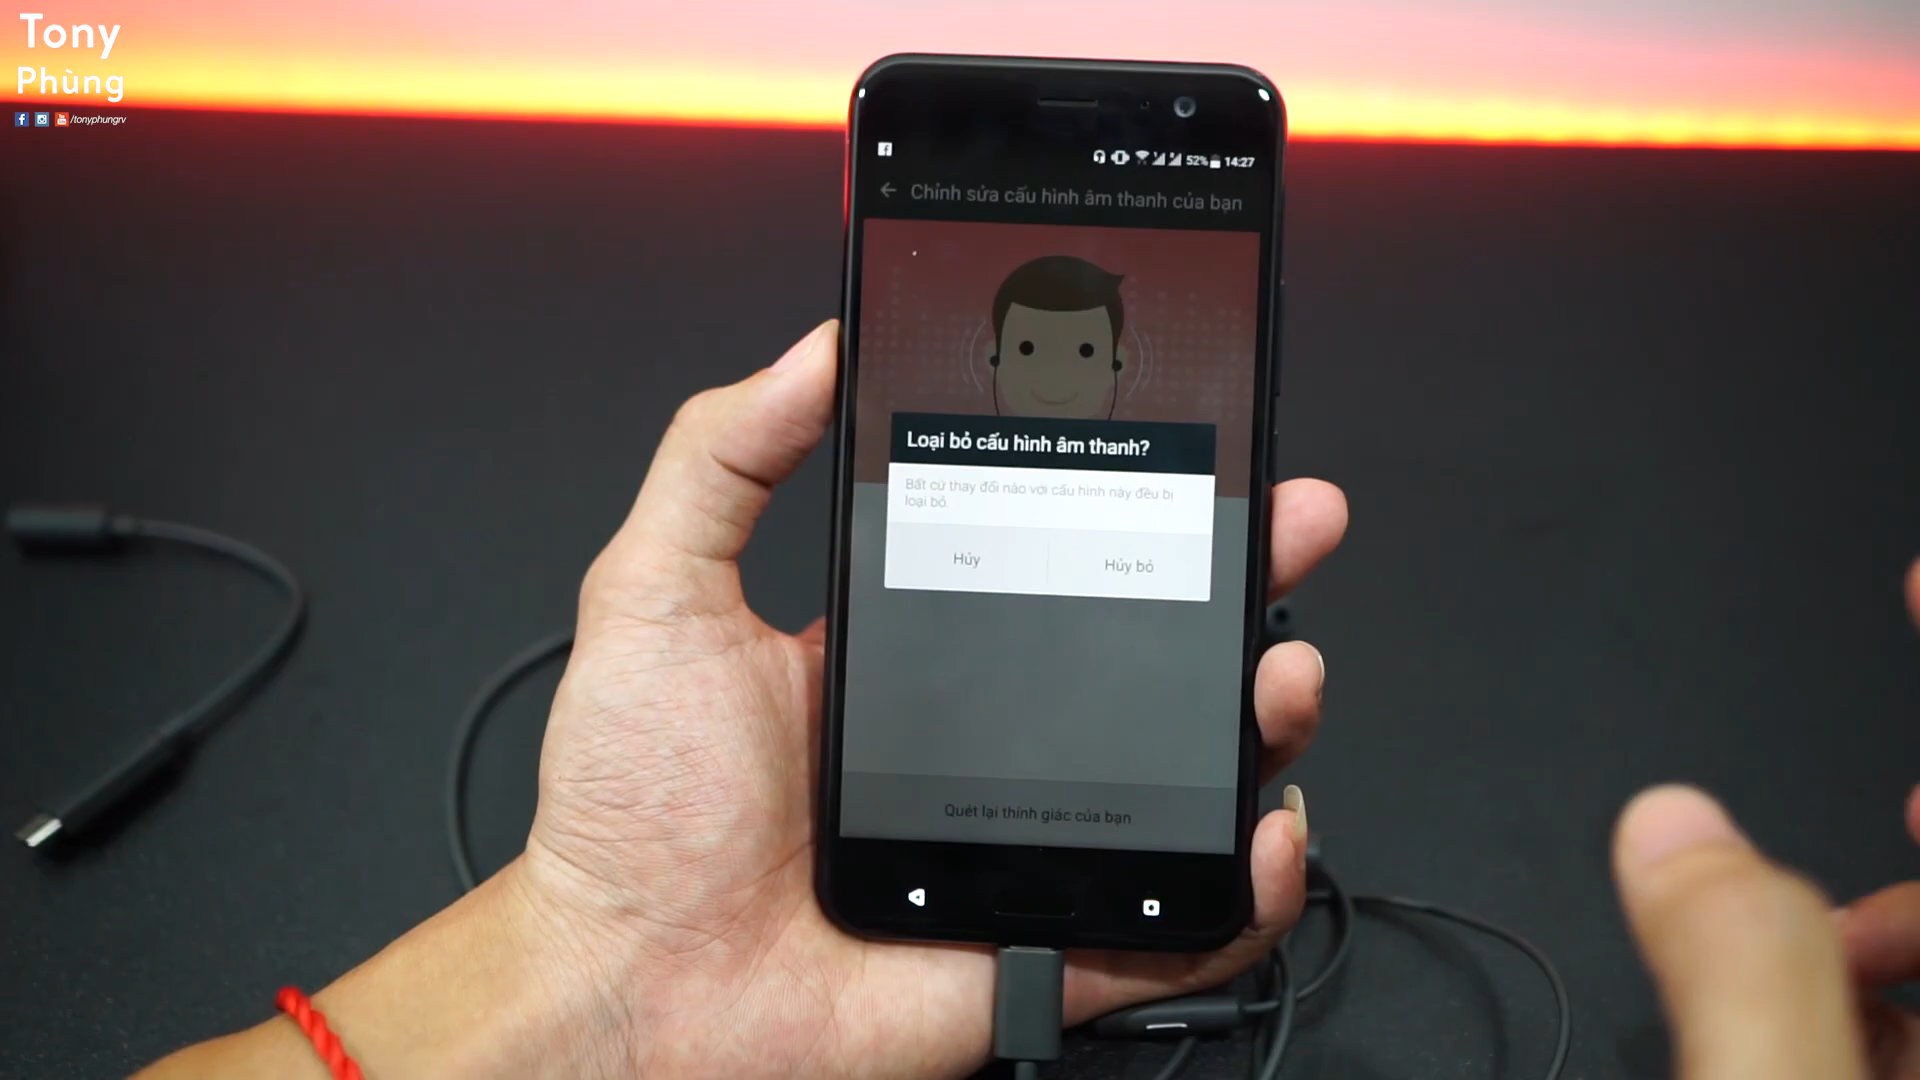 Tony
Phùng
/tonyphungrv
52% 14:27
Chỉnh sửa cấu hình âm thanh của bạn
Loại bỏ cấu hình âm thanh?
Bất cứ thay đổi nào với cấu hình này đều bị
loại bỏ.
Hủy
Hủy bỏ
Quét lại thính giác của bạn